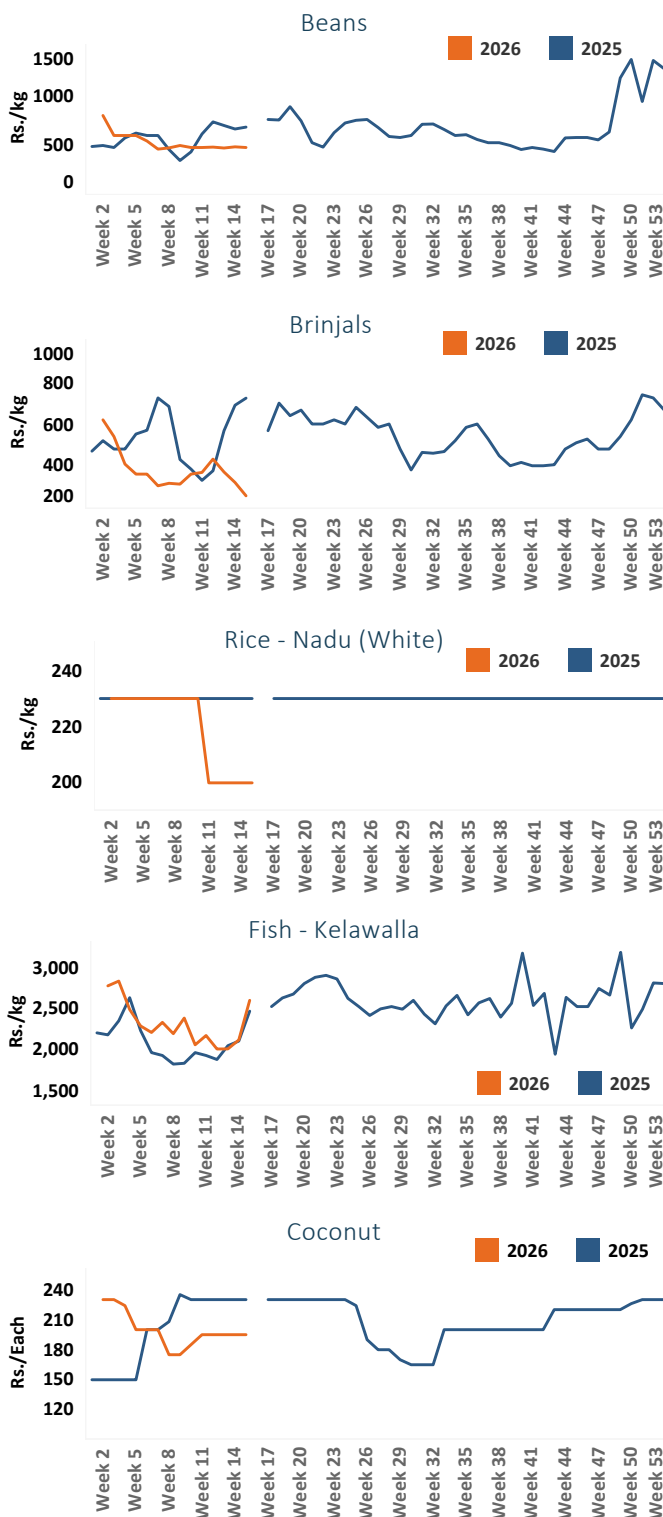 Beans
2026 2025
Rs./kg
1500
1000
500
0
Week 2 Week 5 Week 8 Week 11 Week 14 Week 17 Week 20 Week 23 Week 26 Week 29 Week 32 Week 35 Week 38 Week 41 Week 44 Week 47 Week 50 Week 53
Brinjals
2026 2025
Rs./kg
1000
800
600
400
200
Week 2 Week 5 Week 8 Week 11 Week 14 Week 17 Week 20 Week 23 Week 26 Week 29 Week 32 Week 35 Week 38 Week 41 Week 44 Week 47 Week 50 Week 53
Rice - Nadu (White)
2026 2025
Rs./kg
240
220
200
Week 2 Week 5 Week 8 Week 11 Week 14 Week 17 Week 20 Week 23 Week 26 Week 29 Week 32 Week 35 Week 38 Week 41 Week 44 Week 47 Week 50 Week 53
Fish - Kelawalla
Rs./kg
3,000
2,500
2,000
1,500
2026 2025
Week 2 Week 5 Week 8 Week 11 Week 14 Week 17 Week 20 Week 23 Week 26 Week 29 Week 32 Week 35 Week 38 Week 41 Week 44 Week 47 Week 50 Week 53
Coconut
2026 2025
Rs./Each
240
210
180
150
120
Week 2 Week 5 Week 8 Week 11 Week 14 Week 17 Week 20 Week 23 Week 26 Week 29 Week 32 Week 35 Week 38 Week 41 Week 44 Week 47 Week 50 Week 53